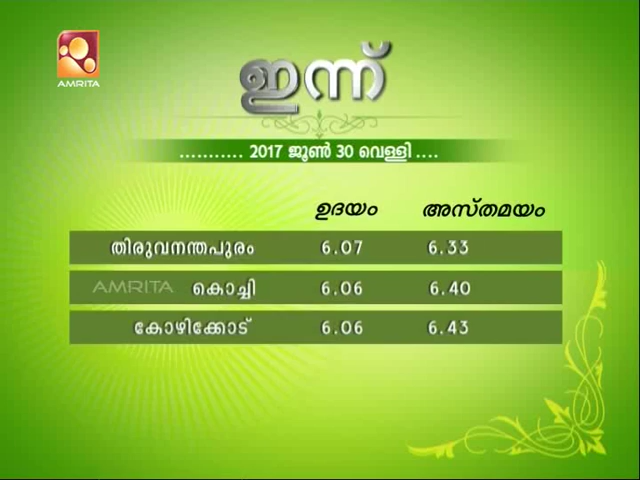 AMRITA
ഇന്ന്
........... 2017 ജൂൺ 30 വെള്ളി ....
ഉദയം അസ്തമയം
തിരുവനന്തപുരം 6.07 6.33
AMRITA കൊച്ചി 6.06 6.40
കോഴിക്കോട് 6.06 6.43